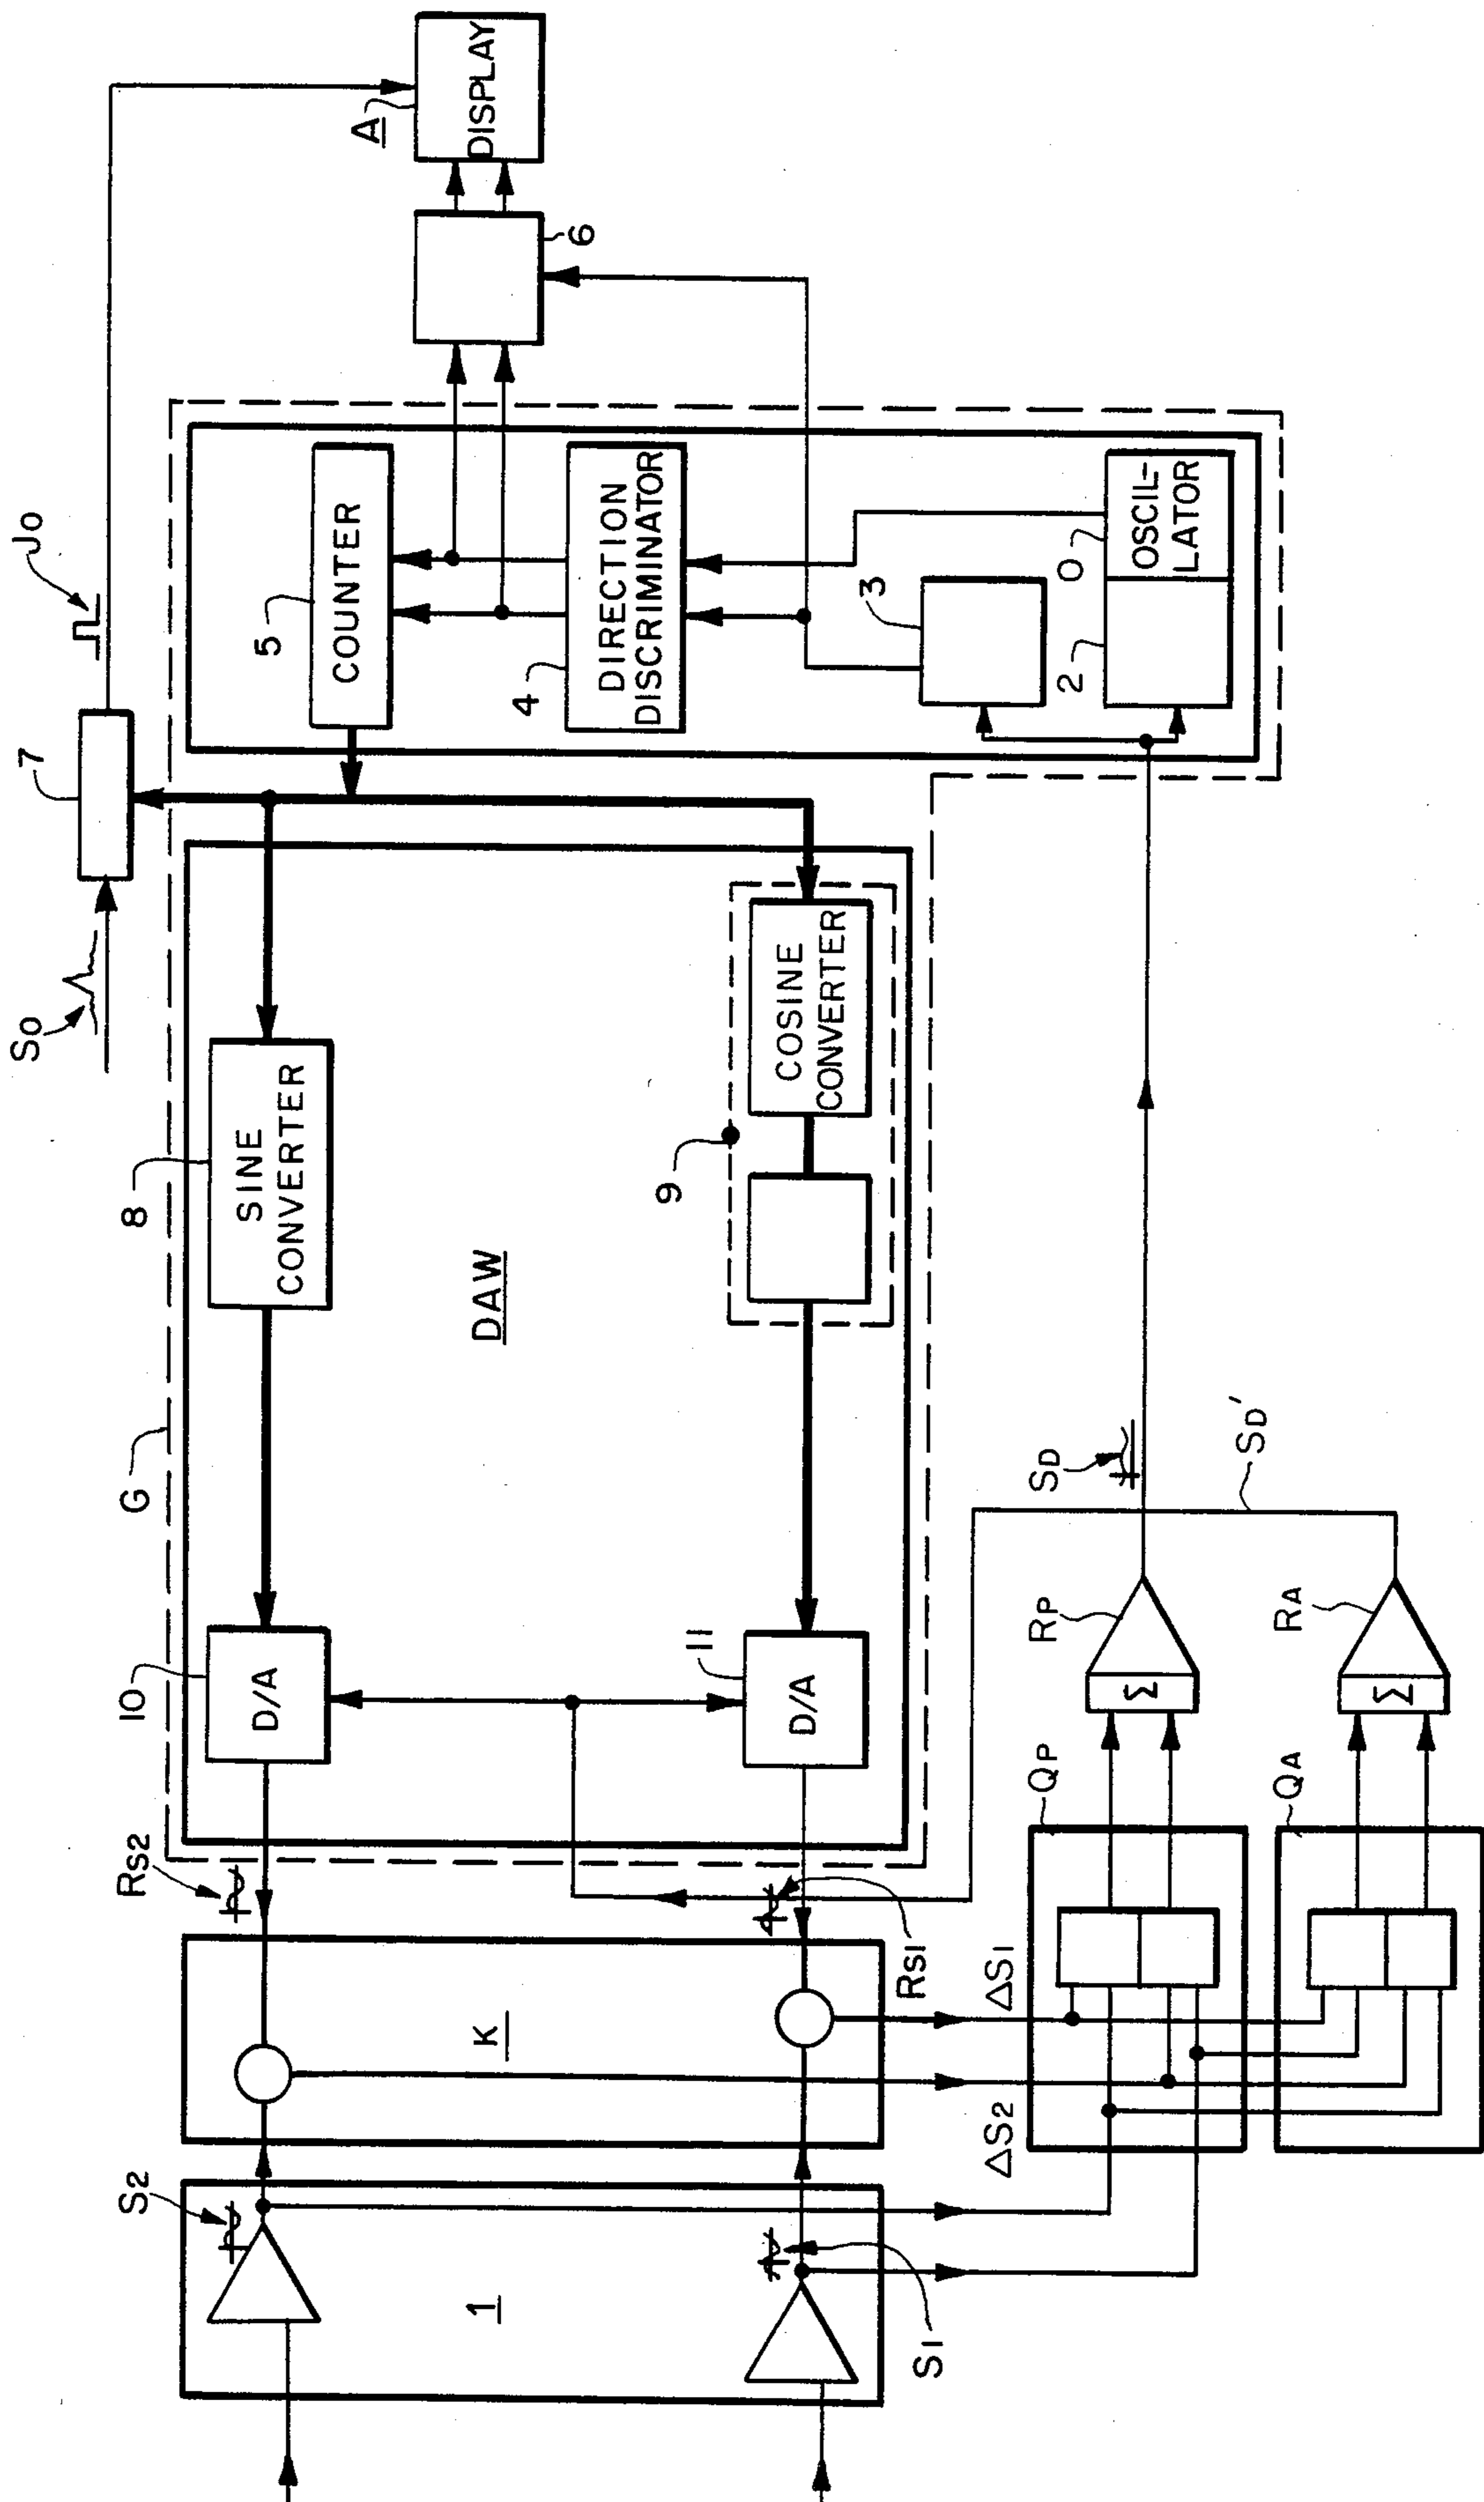 S2
1
S1
K
Rs2
Rs1
ΔS2
ΔS1
QP
QA
10
D/A
11
D/A
Σ
RP
Σ
RA
G
DAW
SD
SD'
8
SINE
CONVERTER
9
COSINE
CONVERTER
So
7
Jo
5
COUNTER
4
DIRECTION
DISCRIMINATOR
3
2
O
OSCIL-
LATOR
6
A
DISPLAY